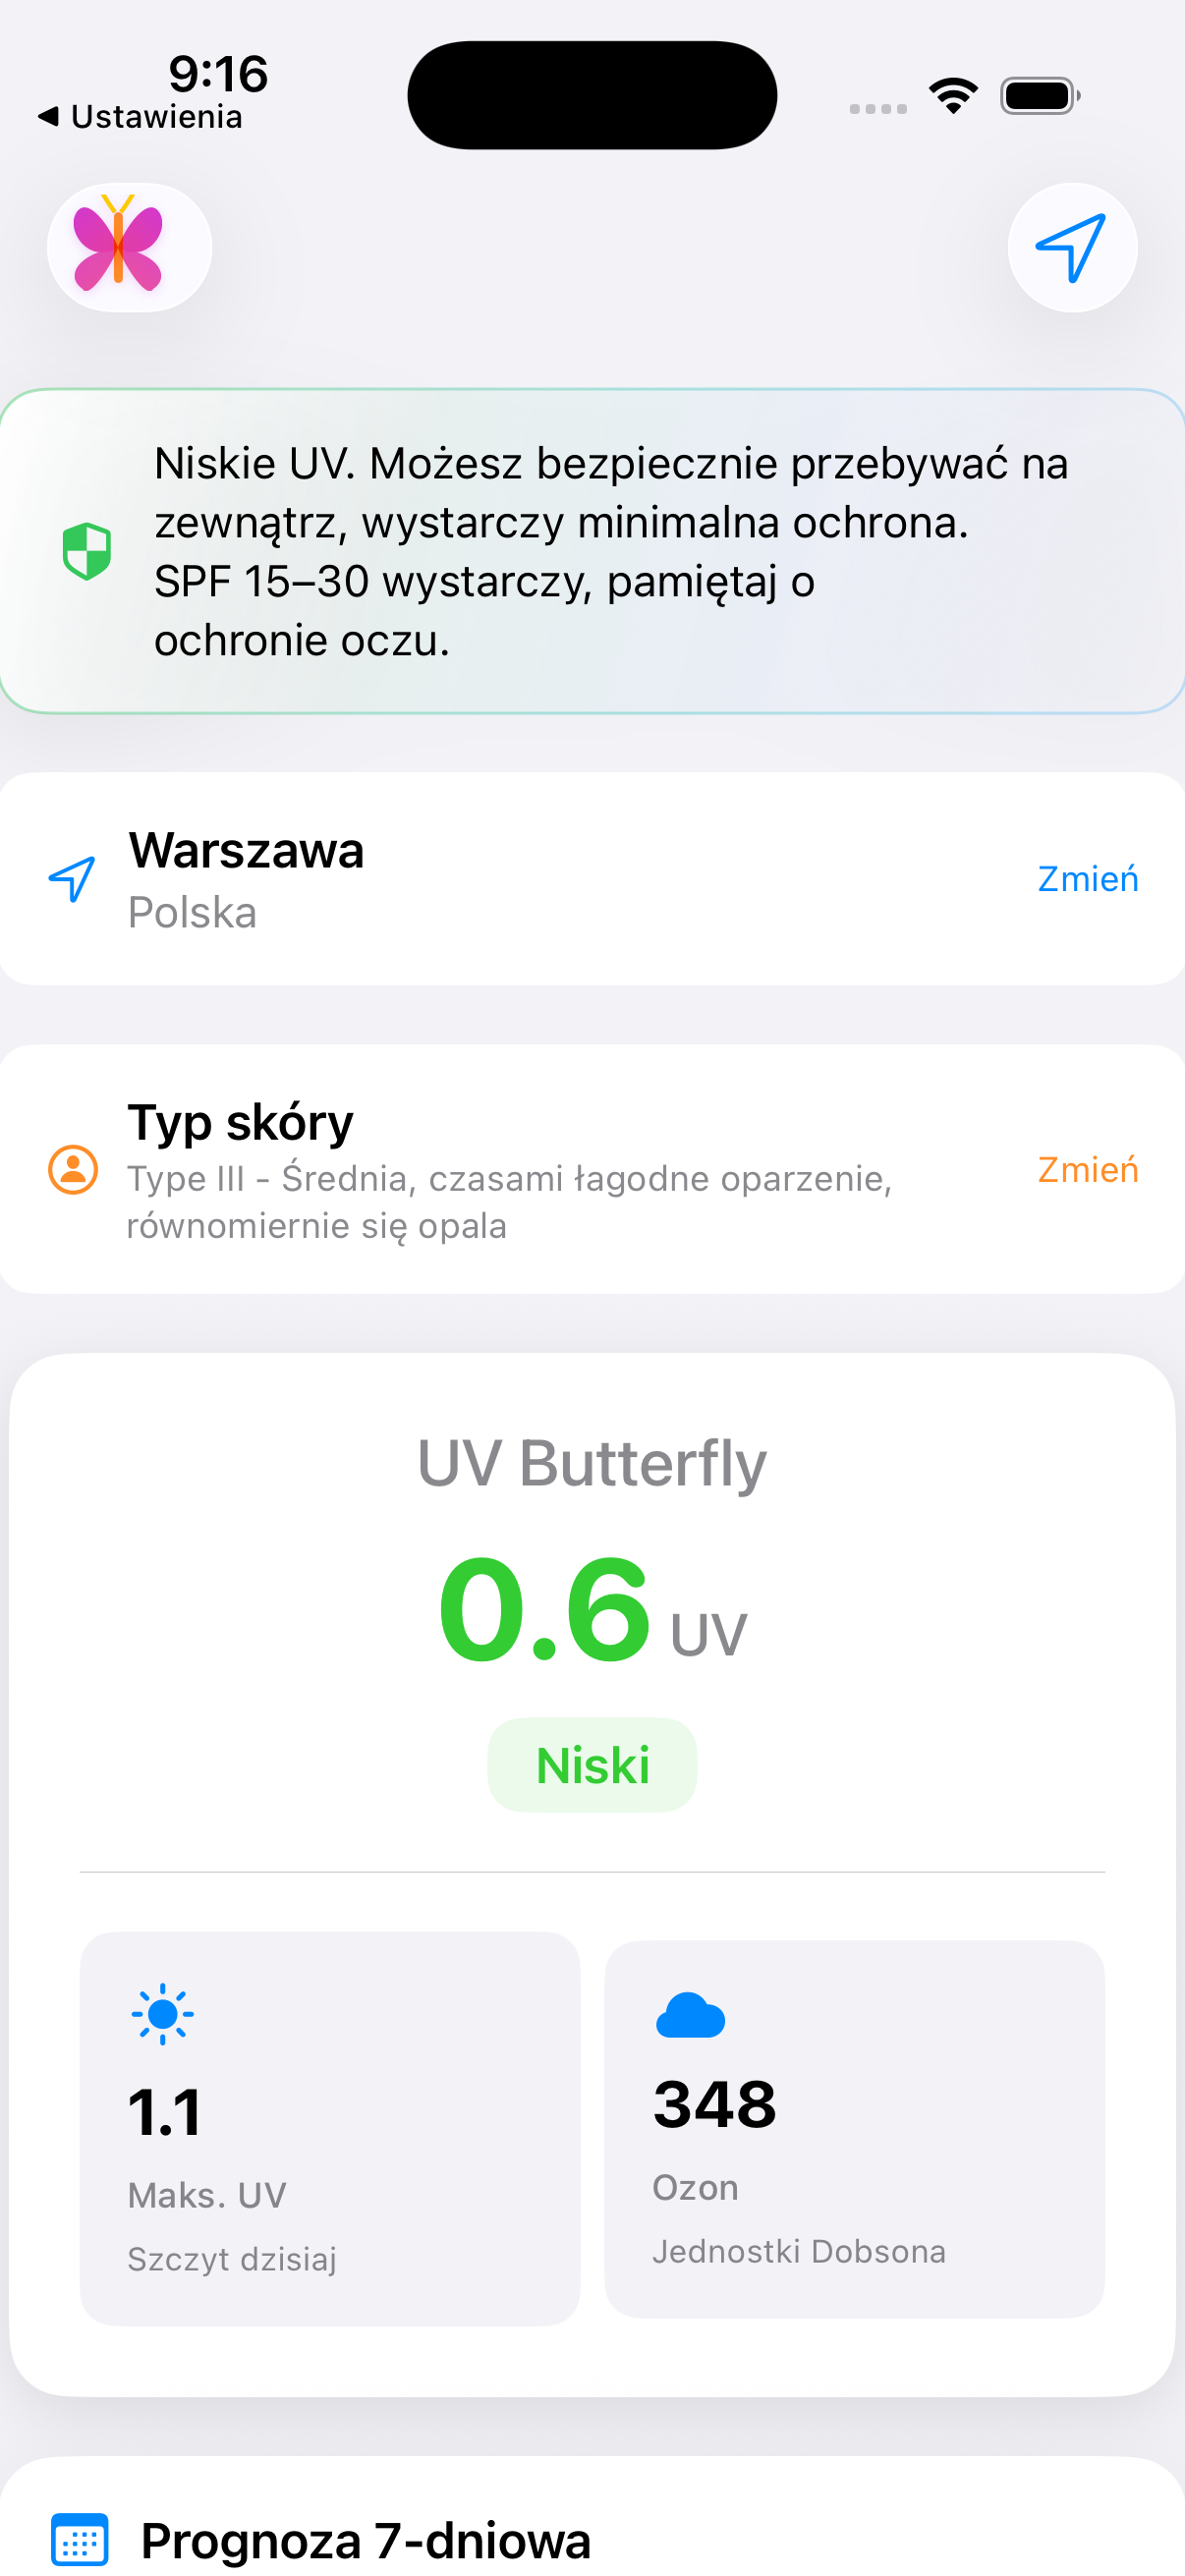 9:16
◀ Ustawienia
Niskie UV. Możesz bezpiecznie przebywać na
zewnątrz, wystarczy minimalna ochrona.
SPF 15–30 wystarczy, pamiętaj o
ochronie oczu.
Warszawa
Polska
Zmień
Typ skóry
Type III - Średnia, czasami łagodne oparzenie,
równomiernie się opala
Zmień
UV Butterfly
0.6 UV
Niski
1.1
Maks. UV
Szczyt dzisiaj
348
Ozon
Jednostki Dobsona
Prognoza 7-dniowa